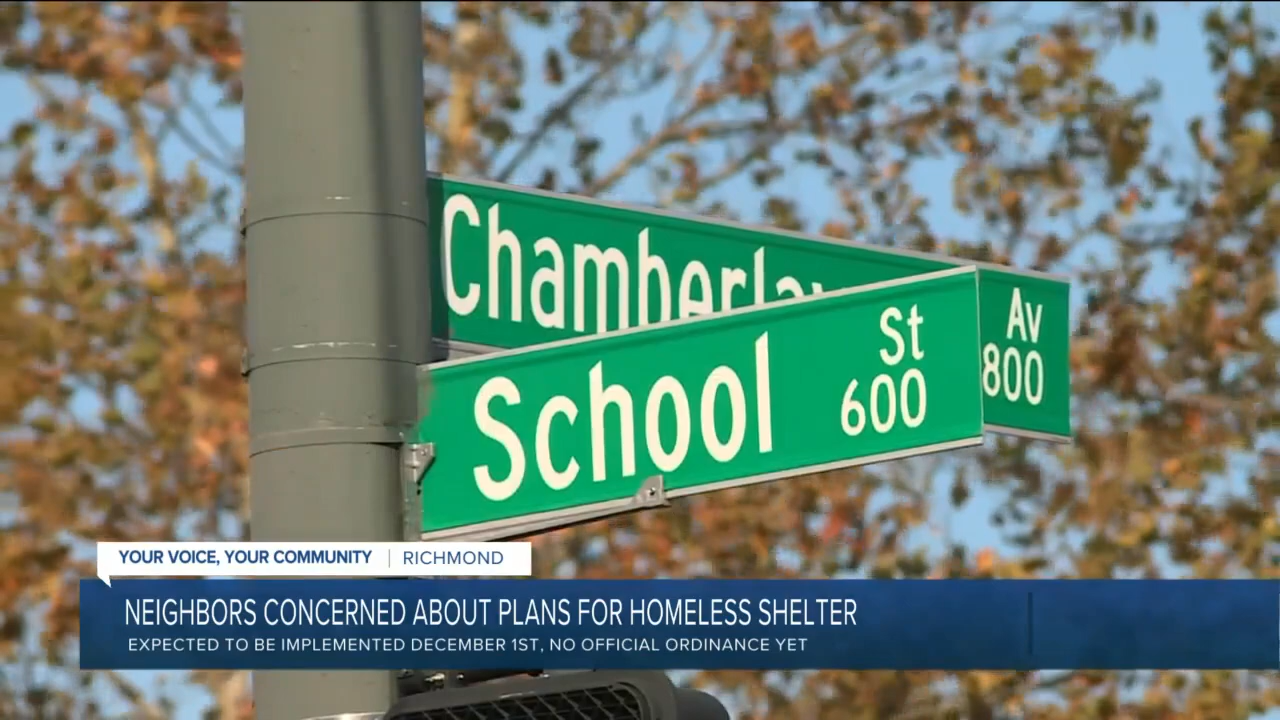 Av
800
School
St
600
YOUR VOICE, YOUR COMMUNITY | RICHMOND
NEIGHBORS CONCERNED ABOUT PLANS FOR HOMELESS SHELTER
EXPECTED TO BE IMPLEMENTED DECEMBER 1ST, NO OFFICIAL ORDINANCE YET